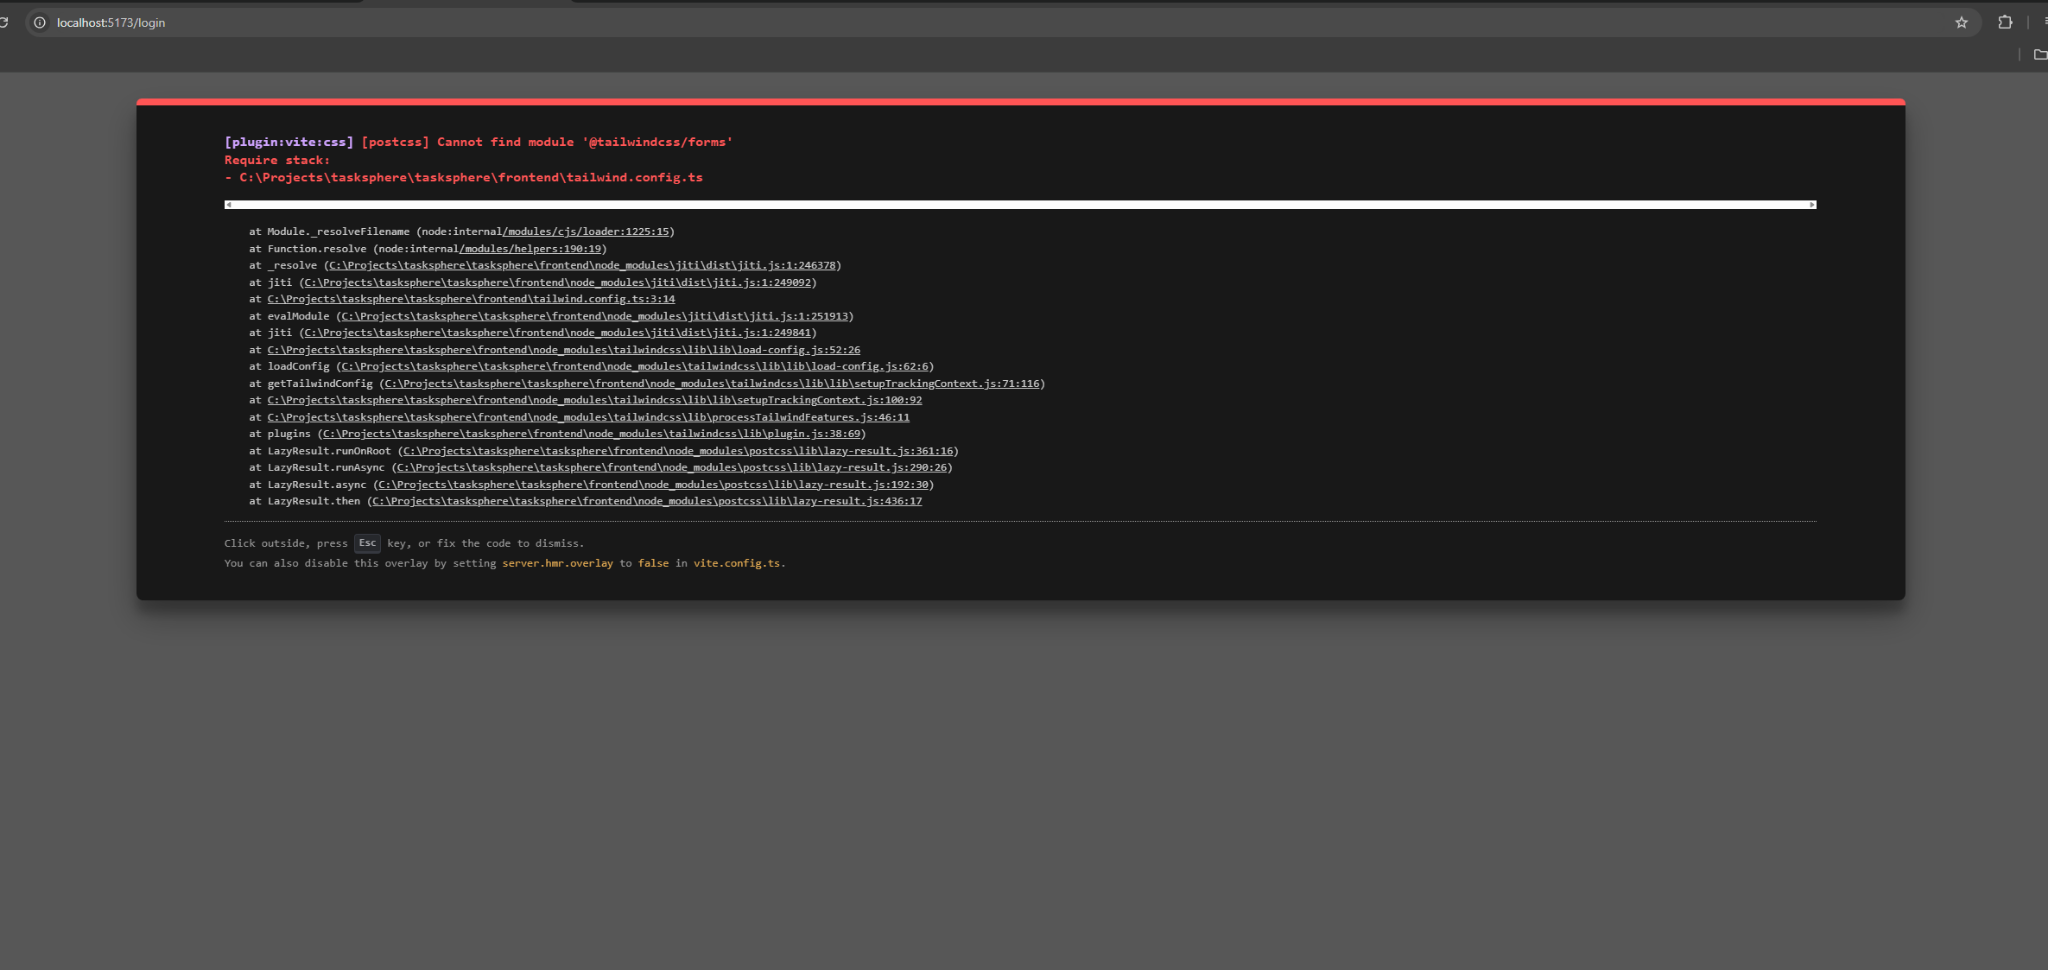 localhost:5173/login
[plugin:vite:css] [postcss] Cannot find module '@tailwindcss/forms'
Require stack:
- C:\Projects\tasksphere\tasksphere\frontend\tailwind.config.ts
at Module._resolveFilename (node:internal/modules/cjs/loader:1225:15)
at Function.resolve (node:internal/modules/helpers:190:19)
at _resolve (C:\Projects\tasksphere\tasksphere\frontend\node_modules\jiti\dist\jiti.js:1:246378)
at jiti (C:\Projects\tasksphere\tasksphere\frontend\node_modules\jiti\dist\jiti.js:1:249092)
at C:\Projects\tasksphere\tasksphere\frontend\tailwind.config.ts:3:14
at evalModule (C:\Projects\tasksphere\tasksphere\frontend\node_modules\jiti\dist\jiti.js:1:251913)
at jiti (C:\Projects\tasksphere\tasksphere\frontend\node_modules\jiti\dist\jiti.js:1:249841)
at C:\Projects\tasksphere\tasksphere\frontend\node_modules\tailwindcss\lib\lib\load-config.js:52:26
at loadConfig (C:\Projects\tasksphere\tasksphere\frontend\node_modules\tailwindcss\lib\lib\load-config.js:62:6)
at getTailwindConfig (C:\Projects\tasksphere\tasksphere\frontend\node_modules\tailwindcss\lib\lib\setupTrackingContext.js:71:116)
at C:\Projects\tasksphere\tasksphere\frontend\node_modules\tailwindcss\lib\lib\setupTrackingContext.js:100:92
at C:\Projects\tasksphere\tasksphere\frontend\node_modules\tailwindcss\lib\processTailwindFeatures.js:46:11
at plugins (C:\Projects\tasksphere\tasksphere\frontend\node_modules\tailwindcss\lib\plugin.js:38:69)
at LazyResult.runOnRoot (C:\Projects\tasksphere\tasksphere\frontend\node_modules\postcss\lib\lazy-result.js:361:16)
at LazyResult.runAsync (C:\Projects\tasksphere\tasksphere\frontend\node_modules\postcss\lib\lazy-result.js:290:26)
at LazyResult.async (C:\Projects\tasksphere\tasksphere\frontend\node_modules\postcss\lib\lazy-result.js:192:30)
at LazyResult.then (C:\Projects\tasksphere\tasksphere\frontend\node_modules\postcss\lib\lazy-result.js:436:17
Click outside, press Esc key, or fix the code to dismiss.
You can also disable this overlay by setting server.hmr.overlay to false in vite.config.ts.